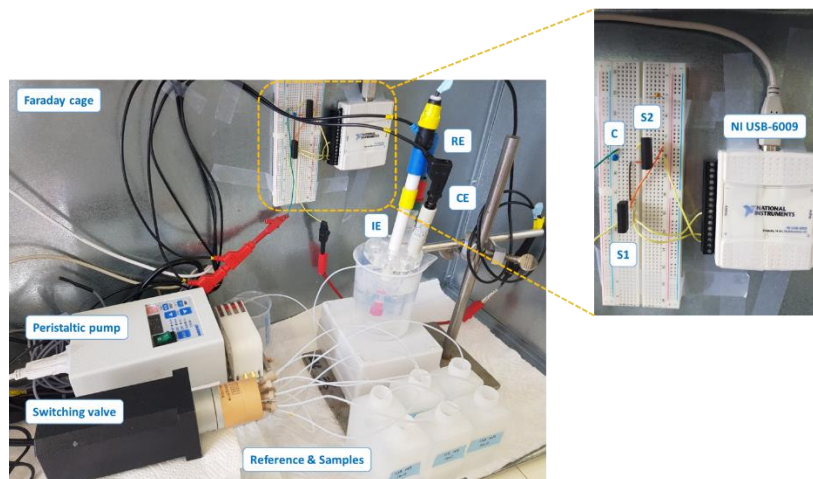 Faraday cage
RE
CE
IE
Peristaltic pump
Switching valve
Reference & Samples
S2
C
S1
NI USB-6009
NATIONAL
INSTRUMENTS